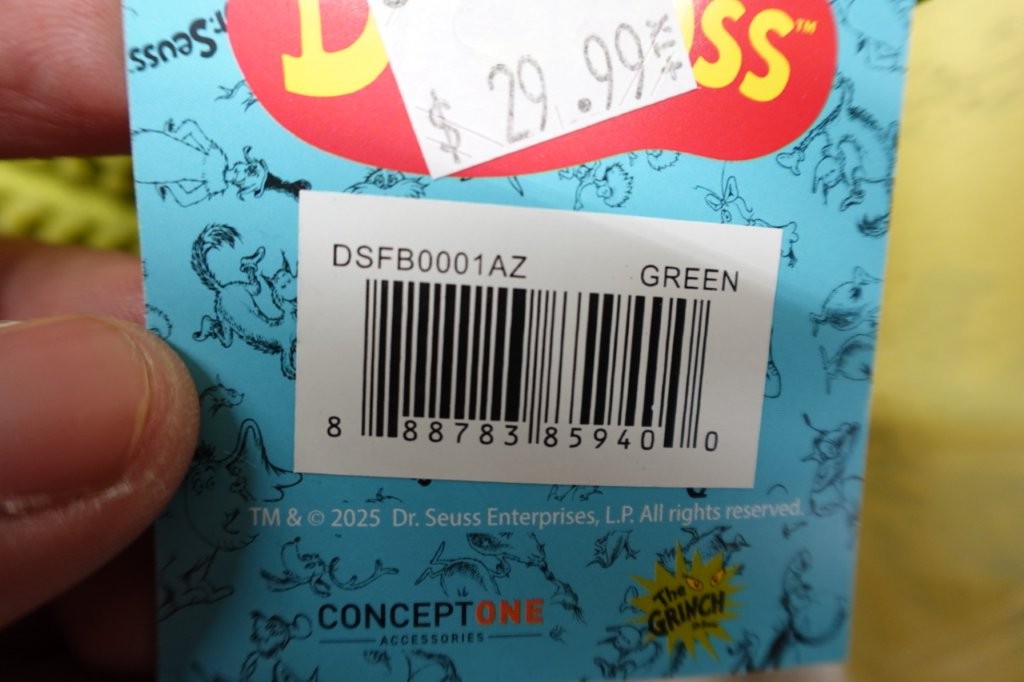 r. Seuss
D SS™
$ 29.99
DSFB0001AZ GREEN
8 88783 85940 0
TM & © 2025 Dr. Seuss Enterprises, L.P. All rights reserved.
CONCEPTONE
ACCESSORIES
The
GRINCH